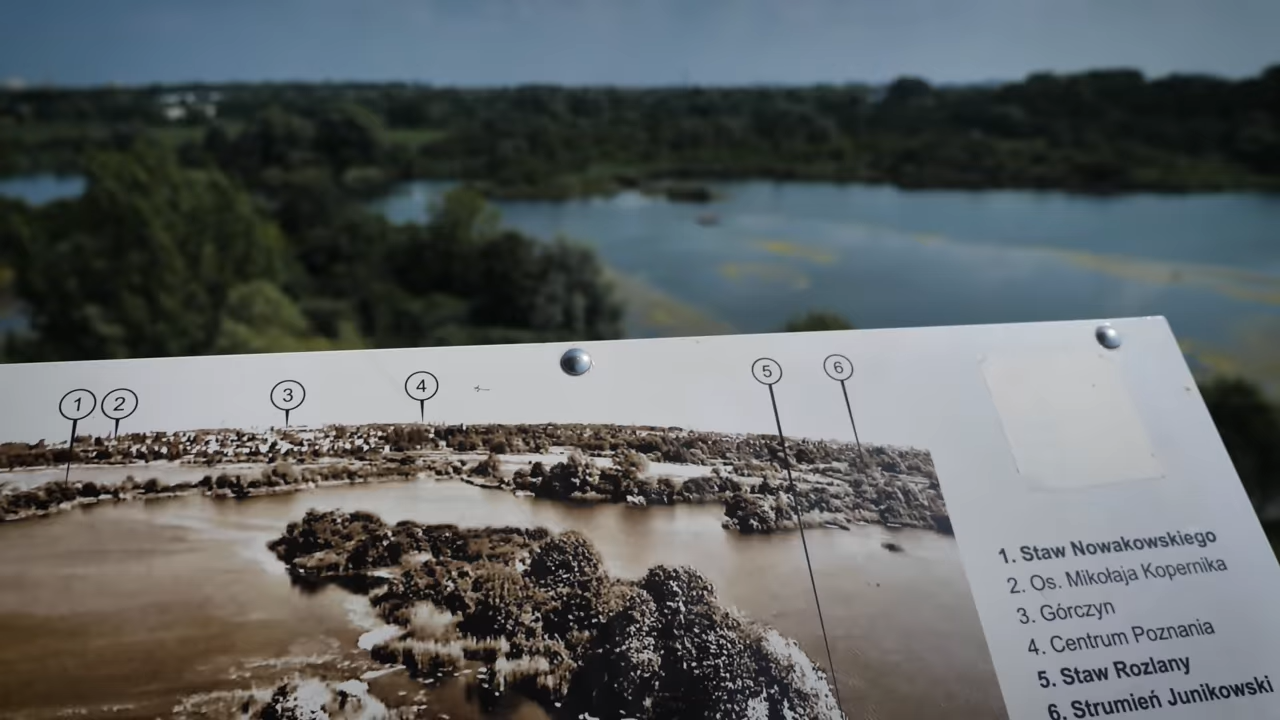 1 2 3 4 5 6
1. Staw Nowakowskiego
2. Os. Mikołaja Kopernika
3. Górczyn
4. Centrum Poznania
5. Staw Rozlany
6. Strumień Junikowski